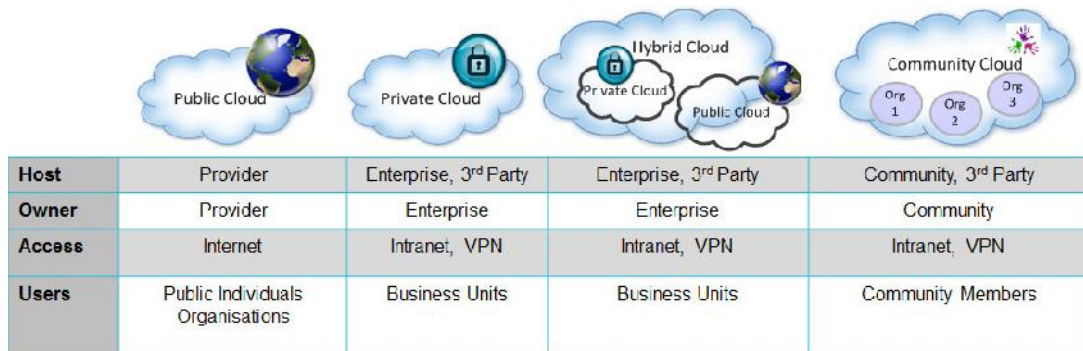 Public Cloud
Private Cloud
Hybrid Cloud
Private Cloud
Public Cloud
Community Cloud
Org
1
Org
2
Org
3
Host Provider Enterprise, 3rd Party Enterprise, 3rd Party Community, 3rd Party
Owner Provider Enterprise Enterprise Community
Access Internet Intranet, VPN Intranet, VPN Intranet, VPN
Users Public Individuals Business Units Business Units Community Members
Organisations